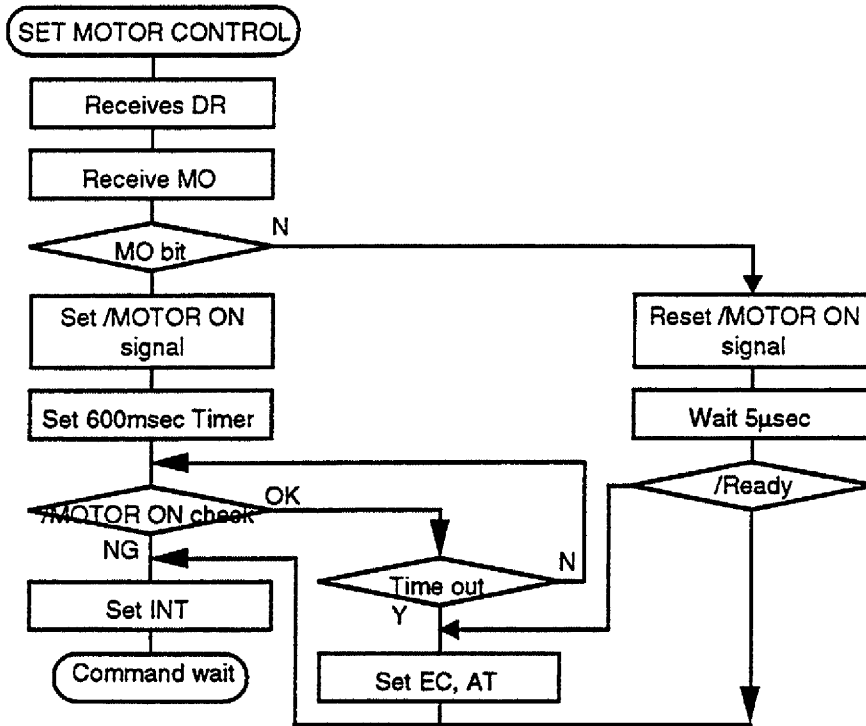 SET MOTOR CONTROL
Receives DR
Receive MO
N
MO bit
Set /MOTOR ON
signal
Reset /MOTOR ON
signal
Set 600msec Timer
Wait 5µsec
/Ready
OK
/MOTOR ON check
NG
N
Time out
Y
Set INT
Command wait
Set EC, AT